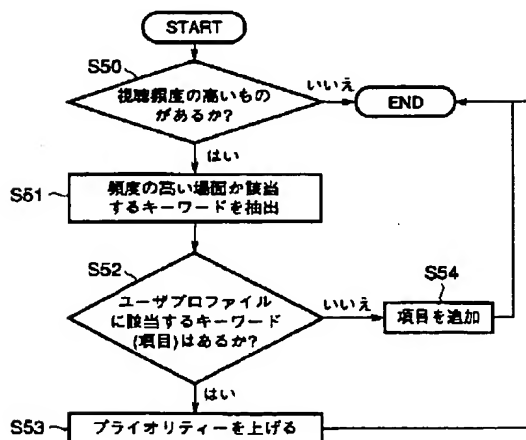 START
S50
視聴頻度の高いもの
があるか?
いいえ
END
はい
S51
頻度の高い場面か該当
するキーワードを抽出
S52
ユーザプロファイル
に該当するキーワード
(項目)はあるか?
いいえ
S54
項目を追加
はい
S53
プライオリティーを上げる